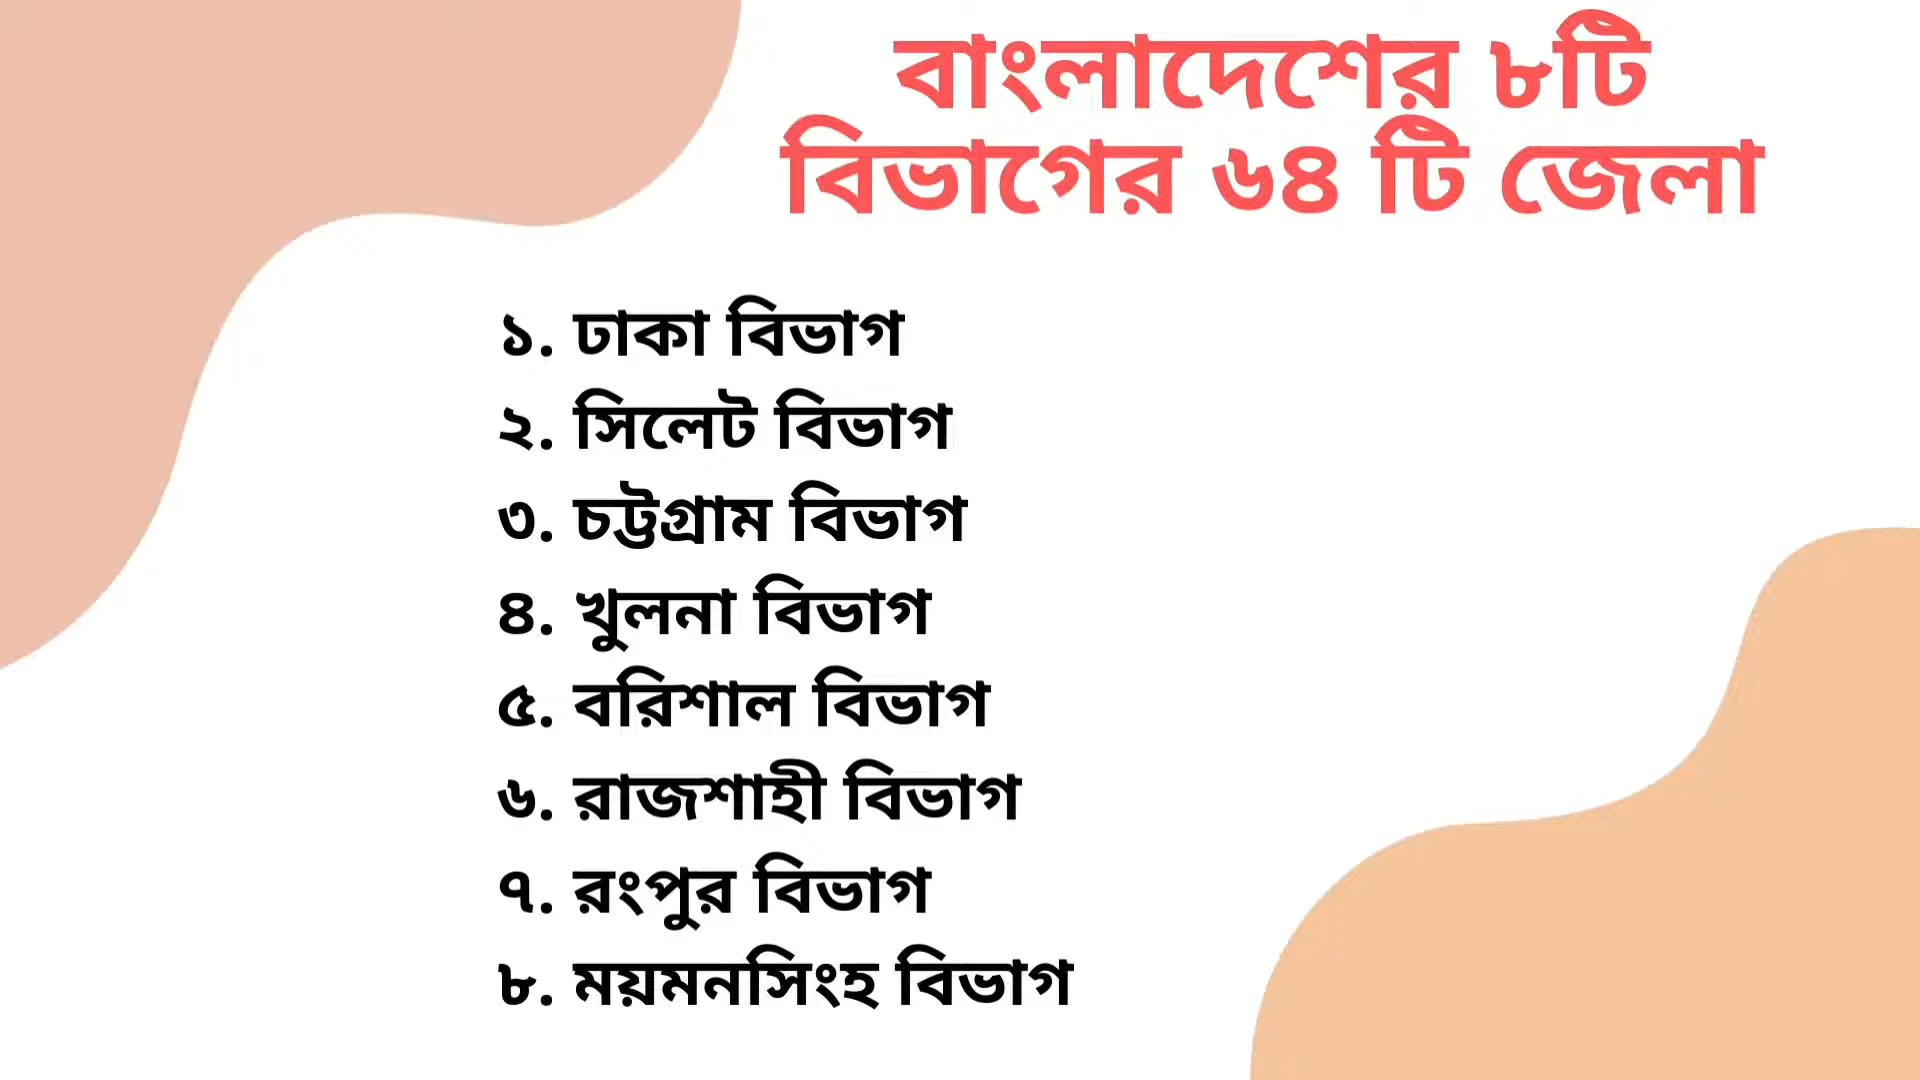 বাংলাদেশের ৮টি
বিভাগের ৬৪ টি জেলা
১. ঢাকা বিভাগ
২. সিলেট বিভাগ
৩. চট্টগ্রাম বিভাগ
৪. খুলনা বিভাগ
৫. বরিশাল বিভাগ
৬. রাজশাহী বিভাগ
৭. রংপুর বিভাগ
৮. ময়মনসিংহ বিভাগ